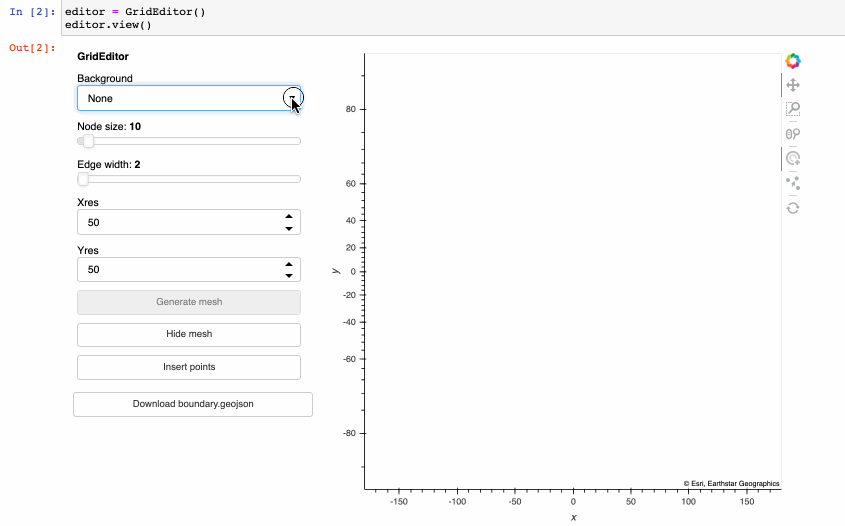 In [2]: editor = GridEditor()
editor.view()
Out[2]:
GridEditor
Background
None
Node size: 10
Edge width: 2
Xres
50
Yres
50
Generate mesh
Hide mesh
Insert points
Download boundary.geojson
y
80
60
40
20
0
-20
-40
-60
-80
© Esri, Earthstar Geographics
-150 -100 -50 0 50 100 150
x